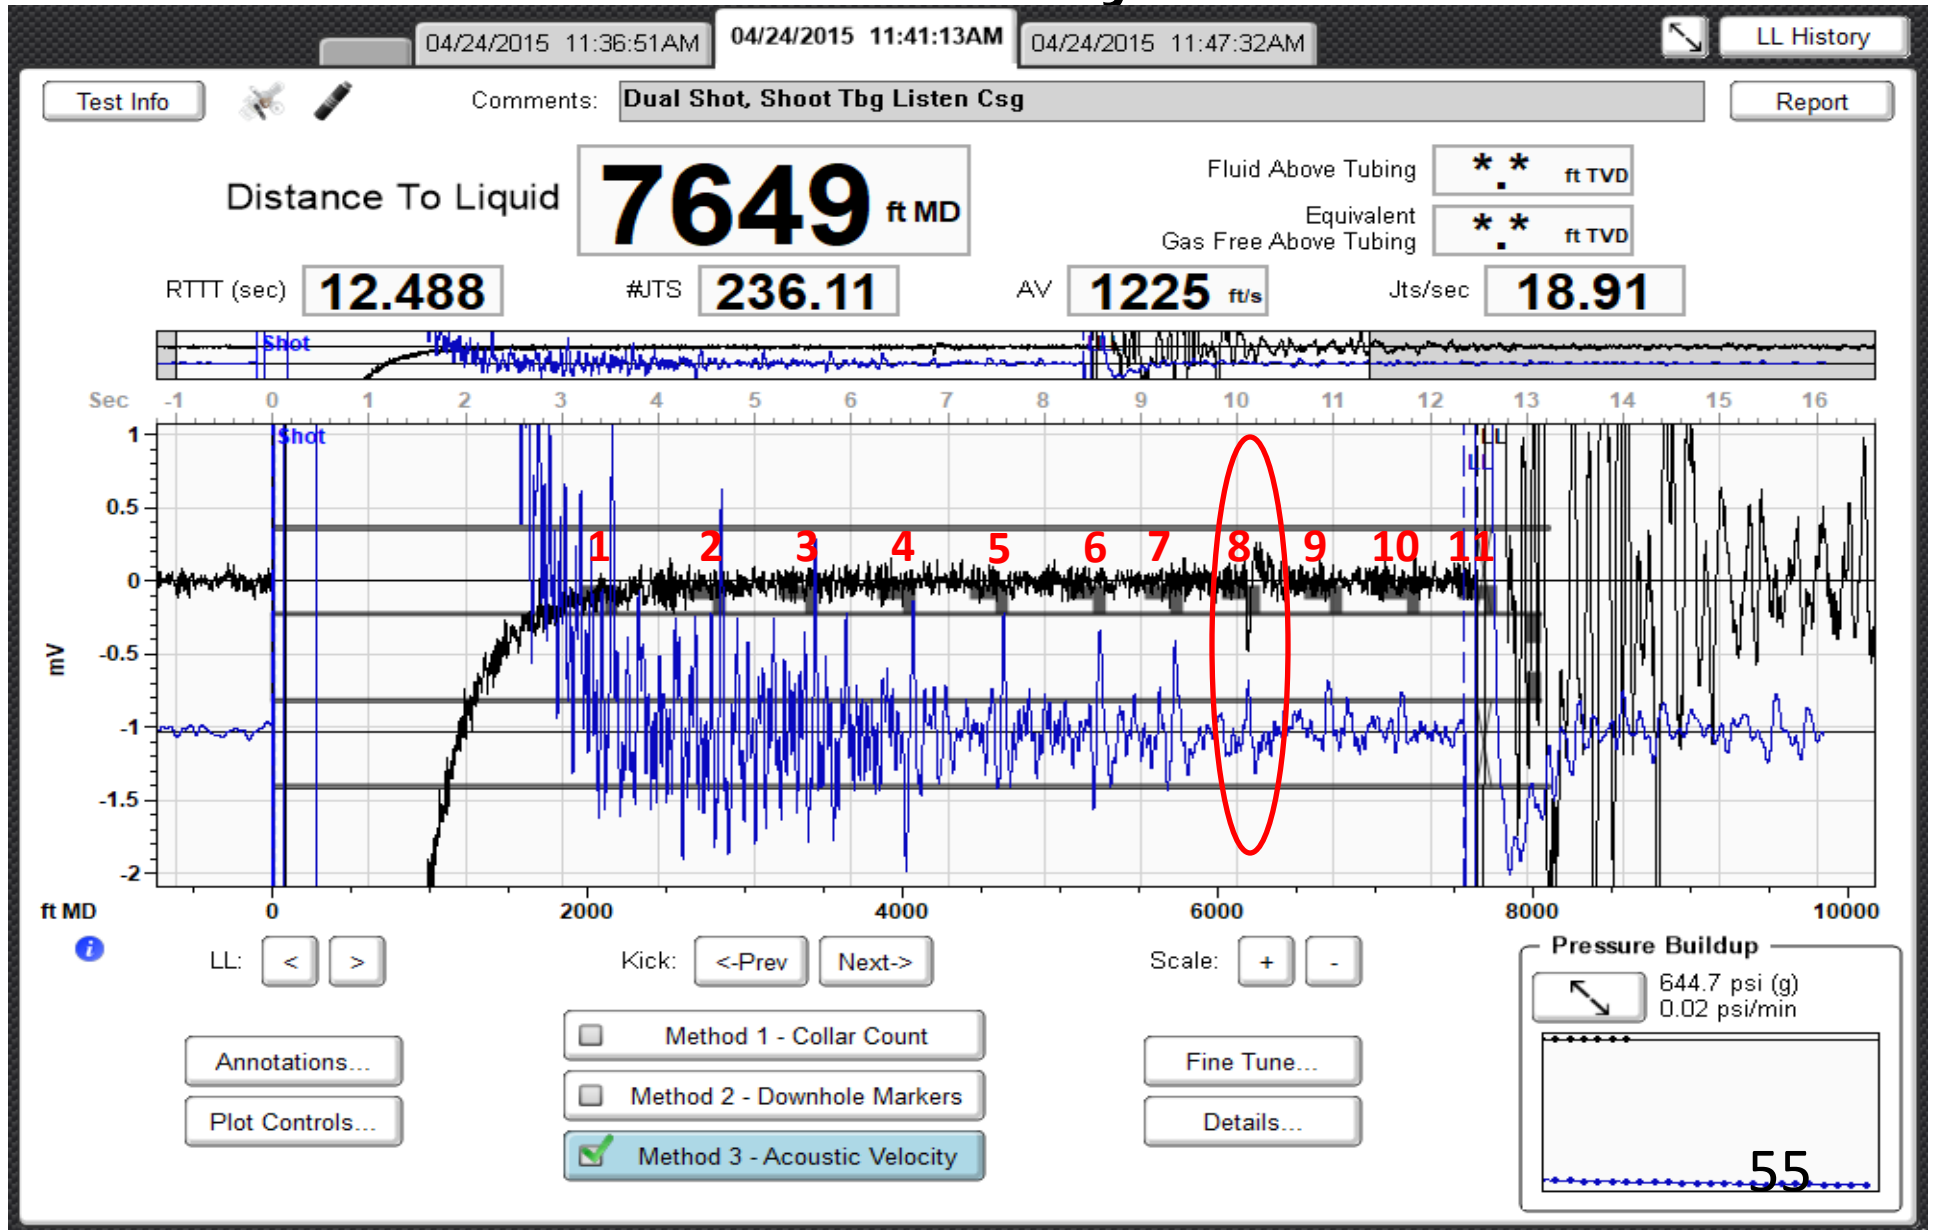 g
04/24/2015 11:36:51AM
04/24/2015 11:41:13AM
04/24/2015 11:47:32AM
LL History
Test Info
Comments: Dual Shot, Shoot Tbg Listen Csg
Report
Distance To Liquid 7649 ft MD
Fluid Above Tubing *.* ft TVD
Equivalent
Gas Free Above Tubing *.* ft TVD
RTTT (sec) 12.488 #JTS 236.11 AV 1225 ft/s Jts/sec 18.91
Shot
Sec -1 0 1 2 3 4 5 6 7 8 9 10 11 12 13 14 15 16
Shot LL
LL
1
0.5
0
-0.5
-1
-1.5
-2
mV
1 2 3 4 5 6 7 8 9 10 11
ft MD 0 2000 4000 6000 8000 10000
i
LL: < >
Kick: <-Prev Next->
Scale: + -
Annotations...
Plot Controls...
Method 1 - Collar Count
Method 2 - Downhole Markers
Method 3 - Acoustic Velocity
Fine Tune...
Details...
Pressure Buildup
644.7 psi (g)
0.02 psi/min
55